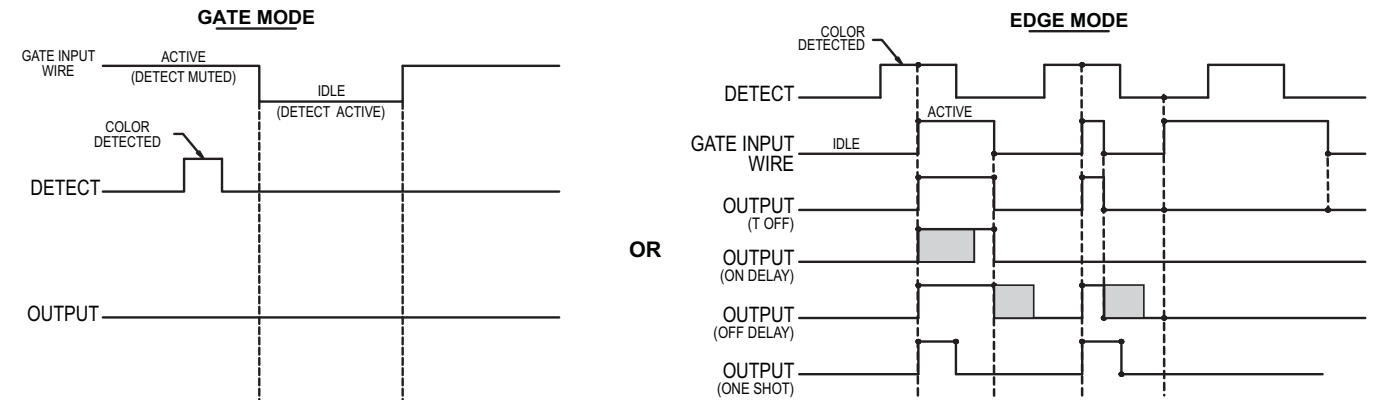 GATE MODE
GATE INPUT
WIRE
ACTIVE
(DETECT MUTED)
IDLE
(DETECT ACTIVE)
COLOR
DETECTED
DETECT
OUTPUT
OR
EDGE MODE
COLOR
DETECTED
DETECT
ACTIVE
GATE INPUT
WIRE
IDLE
OUTPUT
(T OFF)
OUTPUT
(ON DELAY)
OUTPUT
(OFF DELAY)
OUTPUT
(ONE SHOT)